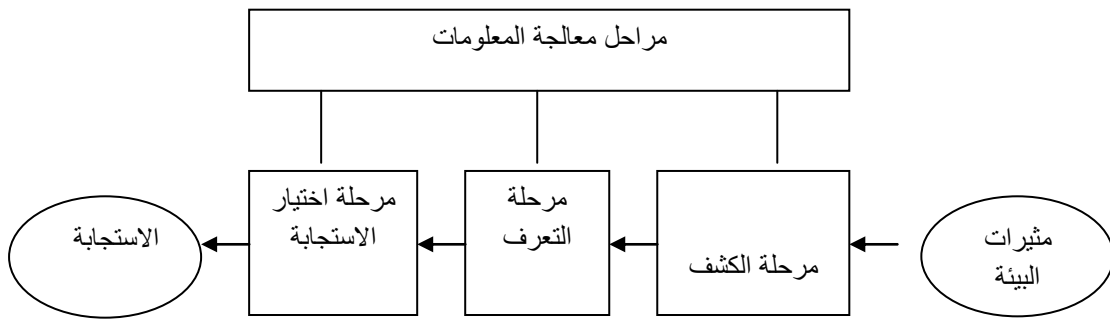 مراحل معالجة المعلومات
مثيرات
البيئة
مرحلة الكشف
مرحلة
التعرف
مرحلة اختيار
الاستجابة
الاستجابة